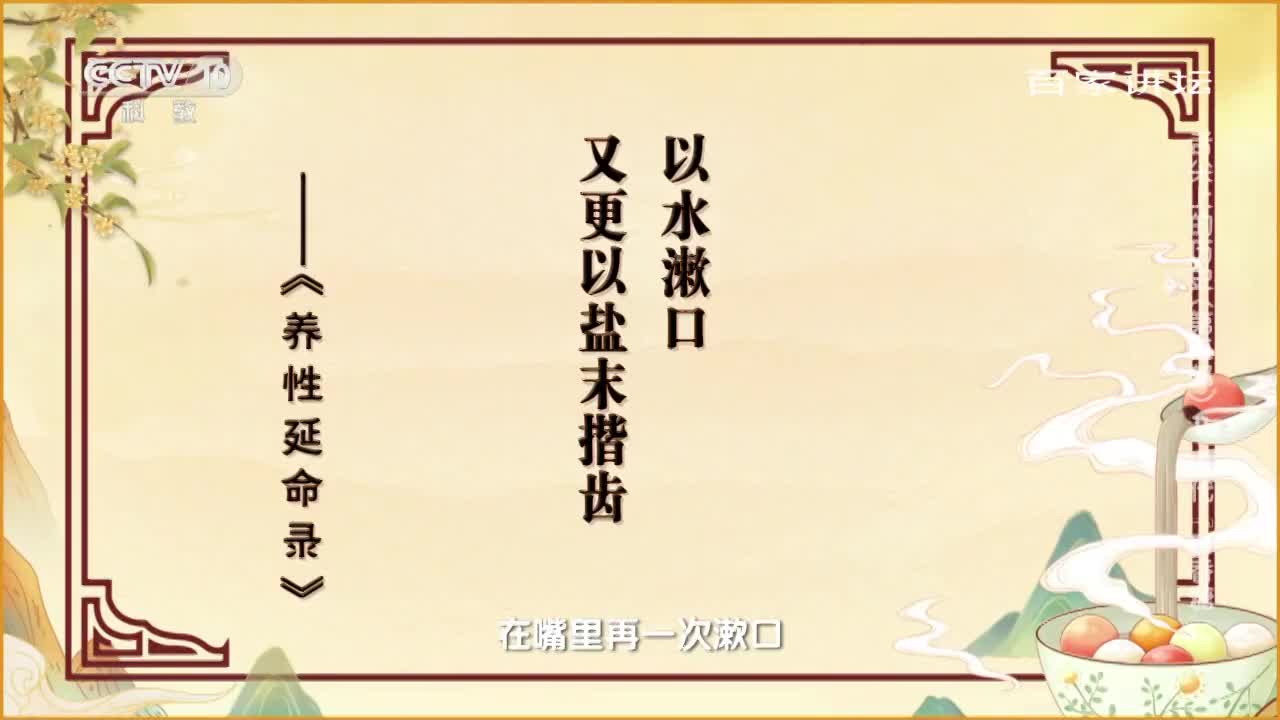 CCTV 10
科教
百家讲坛
以水漱口
又更以盐末揩齿
——《养性延命录》
在嘴里再一次漱口